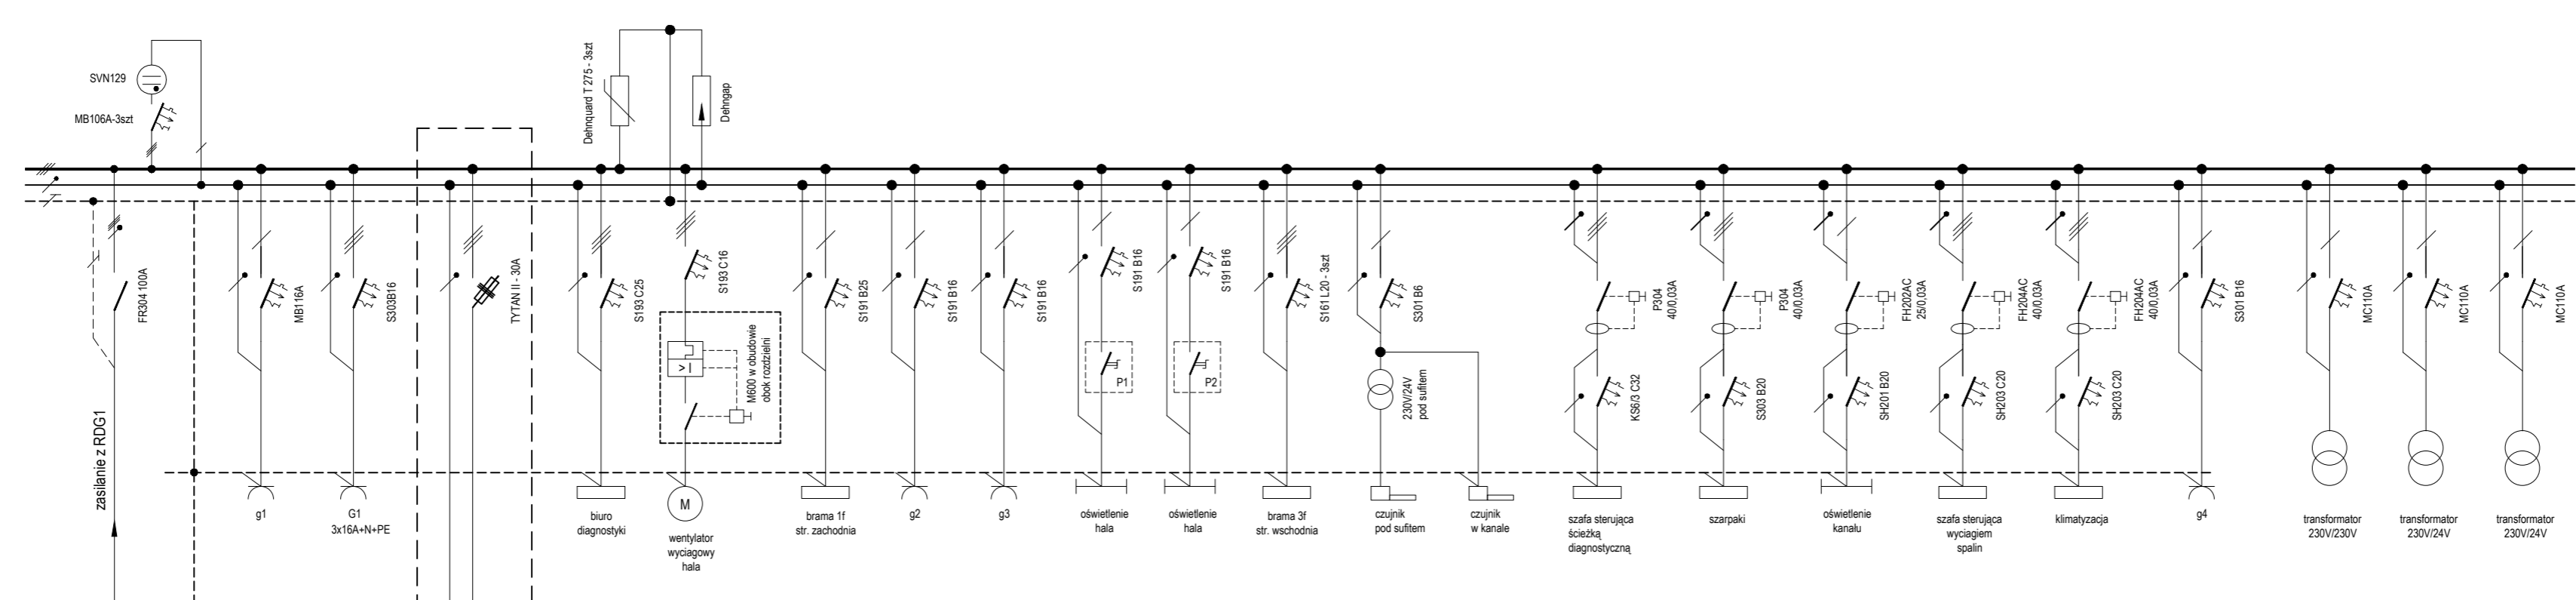 SVN129
MB106A-3szt
Dehnquard T 275 - 3szt
Dehngap
zasilanie z RDG1
FR304 100A
MB116A
S303B16
TYTAN II - 30A
S193 C25
S193 C16
M600 w obudowie
obok rozdzielni
> I
S191 B25
S191 B16
S191 B16
S191 B16
P1
S191 B16
P2
S161 L20 - 3szt
S301 B6
230V/24V
pod sufitem
P304
40/0,03A
KS6/3 C32
P304
40/0,03A
S303 B20
FH202AC
25/0,03A
SH201 B20
FH204AC
40/0,03A
SH203 C20
FH204AC
40/0,03A
SH203 C20
S301 B16
MC110A
MC110A
MC110A
g1
G1
3x16A+N+PE
biuro
diagnostyki
M
wentylator
wyciagowy
hala
brama 1f
str. zachodnia
g2
g3
oświetlenie
hala
oświetlenie
hala
brama 3f
str. wschodnia
czujnik
pod sufitem
czujnik
w kanale
szafa sterująca
ścieżką
diagnostyczną
szarpaki
oświetlenie
kanału
szafa sterująca
wyciagiem
spalin
klimatyzacja
g4
transformator
230V/230V
transformator
230V/24V
transformator
230V/24V